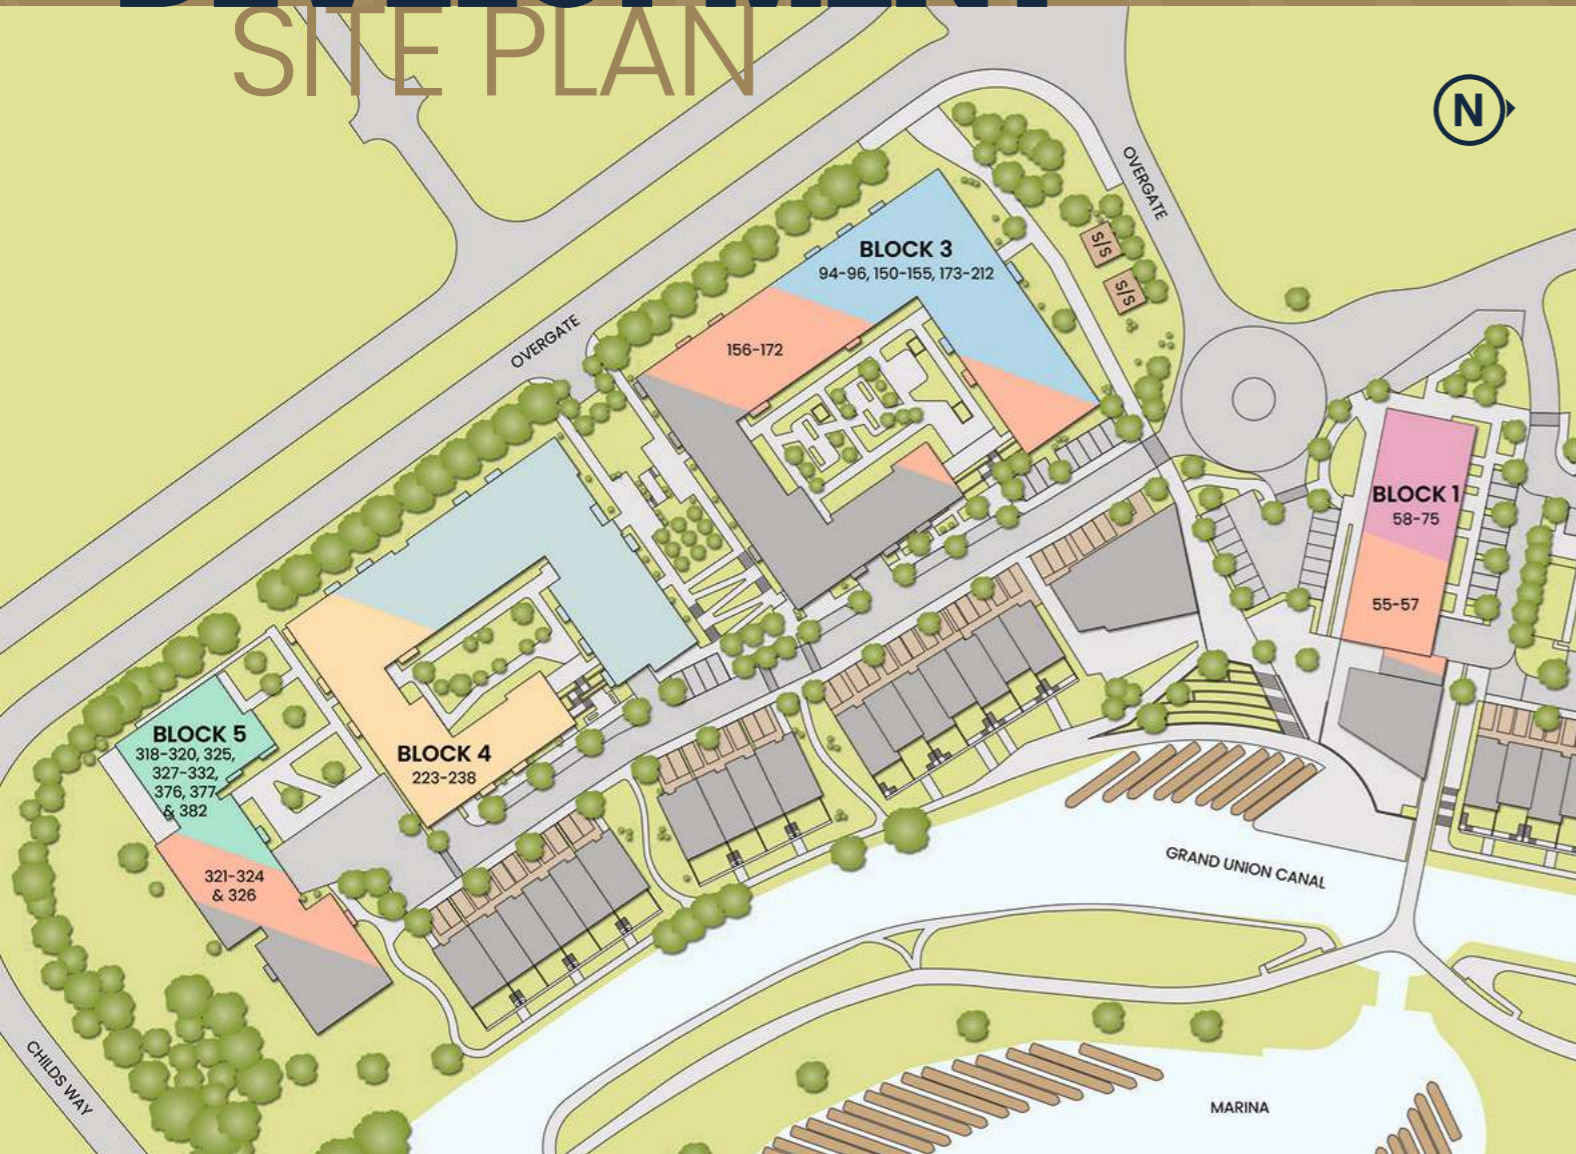 DEVELOPMENT
SITE PLAN
N
OVERGATE
S/S
S/S
BLOCK 3
94-96, 150-155, 173-212
OVERGATE
156-172
BLOCK 1
58-75
55-57
BLOCK 5
318-320, 325,
327-332,
376, 377
& 382
BLOCK 4
223-238
321-324
& 326
GRAND UNION CANAL
CHILDS WAY
MARINA